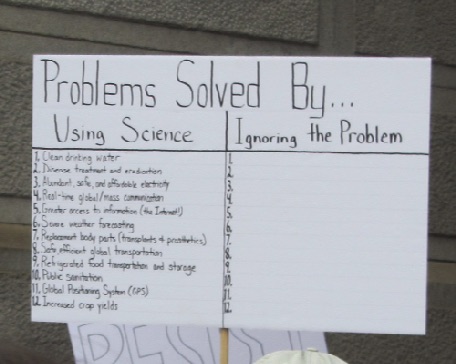 Problems Solved By...
Using Science
1. Clean drinking water
2. Disease treatment and eradication
3. Abundant, safe, and affordable electricity
4. Real-time global/mass communication
5. Greater access to information (the Internet!)
6. Severe weather forecasting
7. Replacement body parts (transplants & prosthetics)
8. Safe, efficient global transportation
9. Refrigerated food transportation and storage
10. Public sanitation
11. Global Positioning System (GPS)
12. Increased crop yields
Ignoring the Problem
1.
2.
3.
4.
5.
6.
7.
8.
9.
10.
11.
12.
RESIST